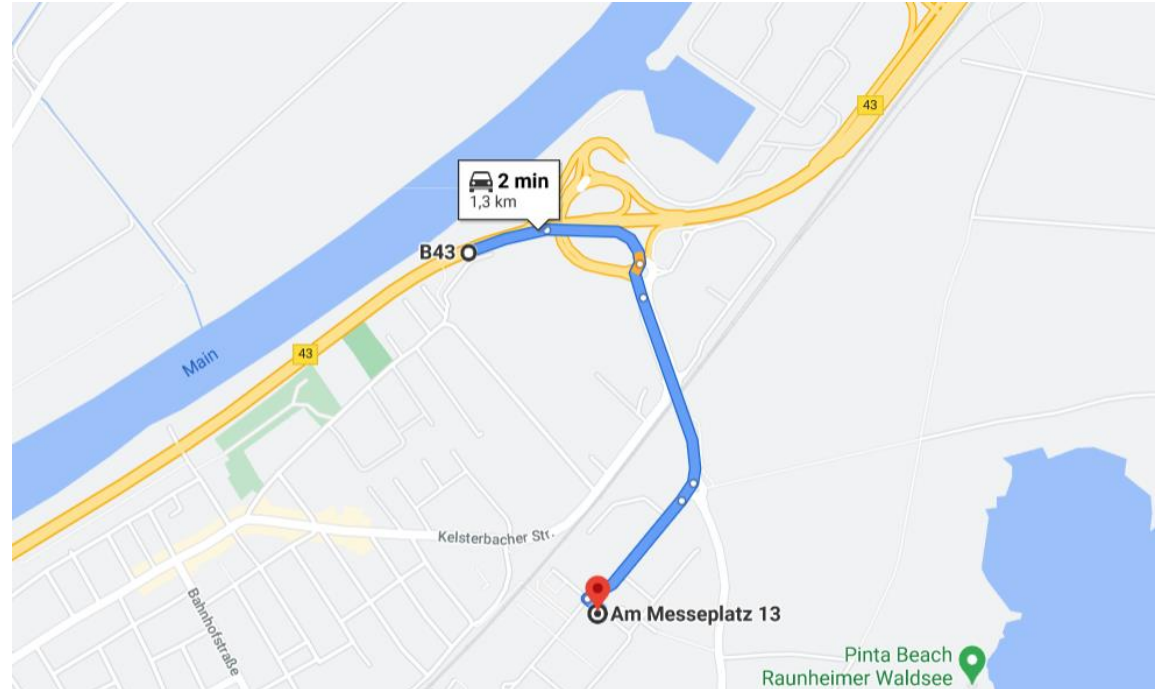 43
2 min
1,3 km
B43
Main
43
Kelsterbacher Str.
Bahnhofstraße
Am Messeplatz 13
Pinta Beach
Raunheimer Waldsee